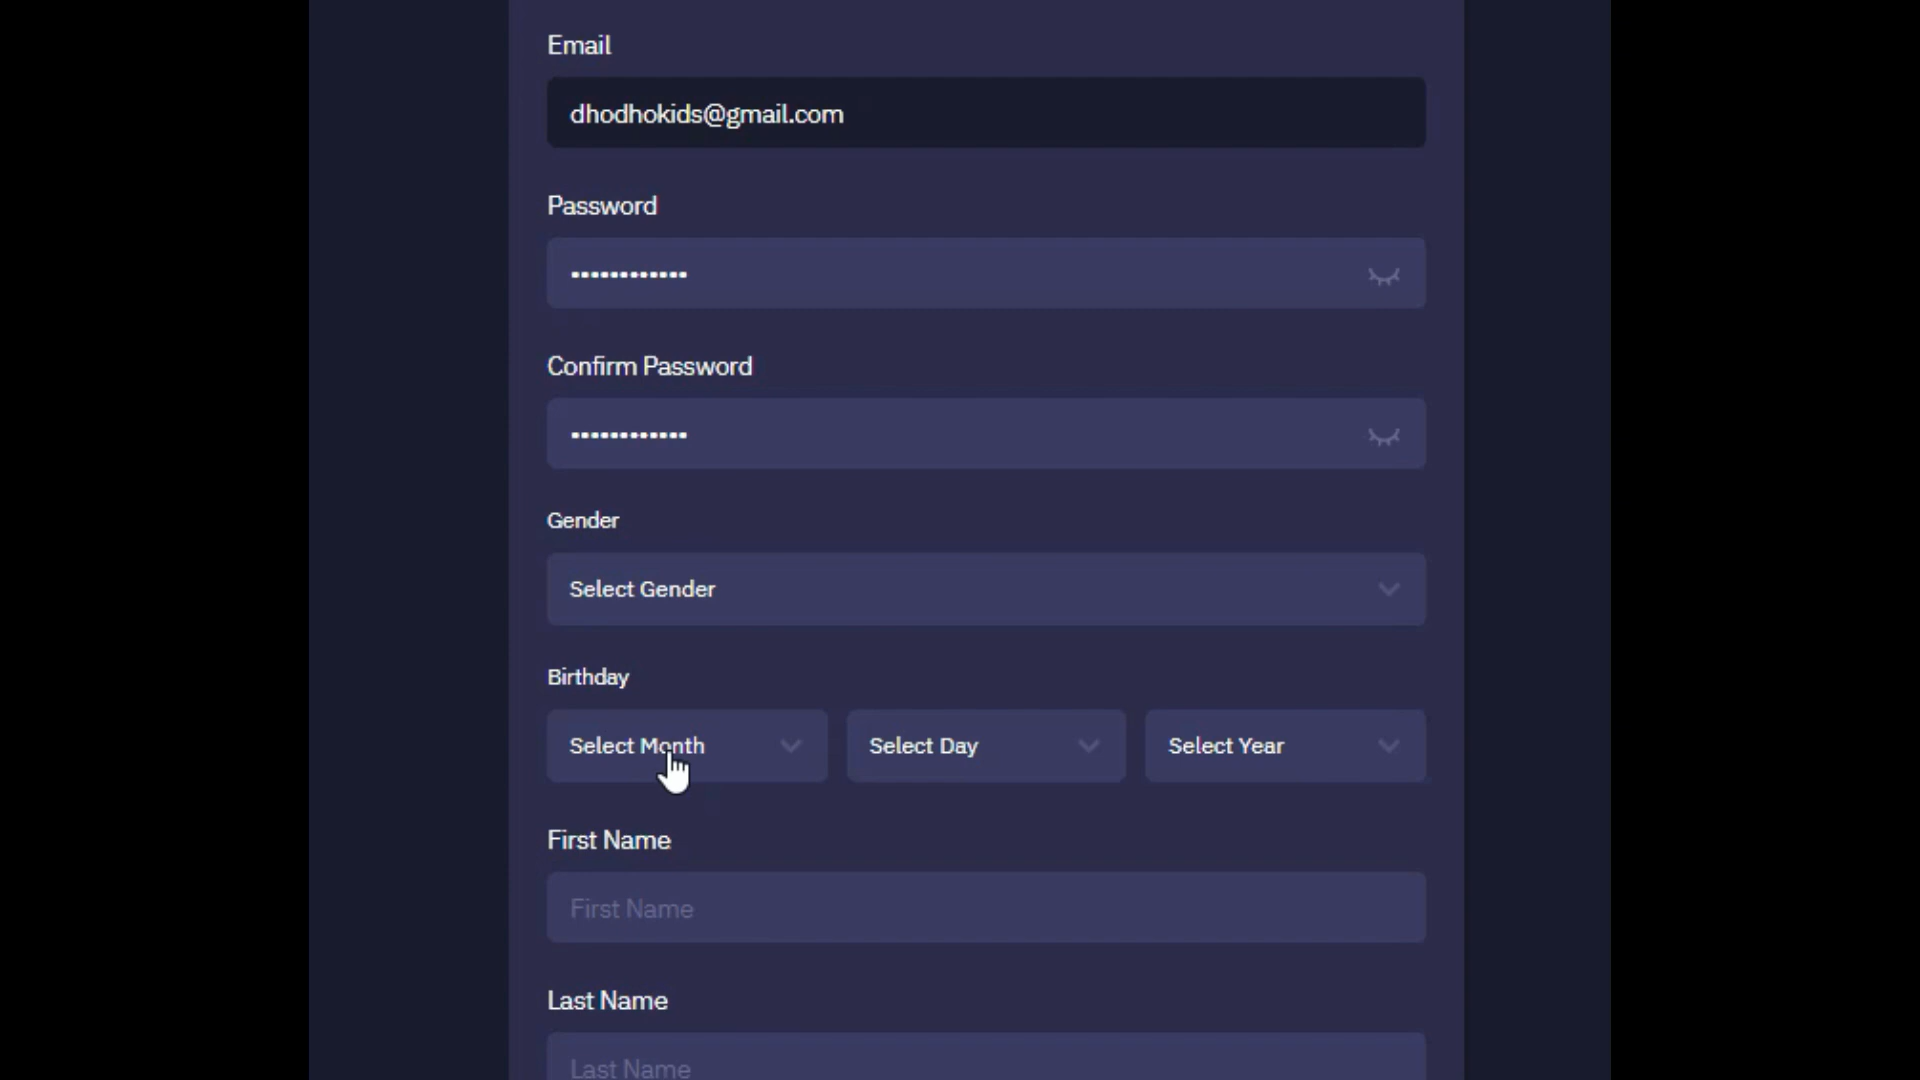 Email
dhodhokids@gmail.com
Password
••••••••••••
Confirm Password
••••••••••••
Gender
Select Gender
Birthday
Select Month Select Day Select Year
First Name
First Name
Last Name
Last Name